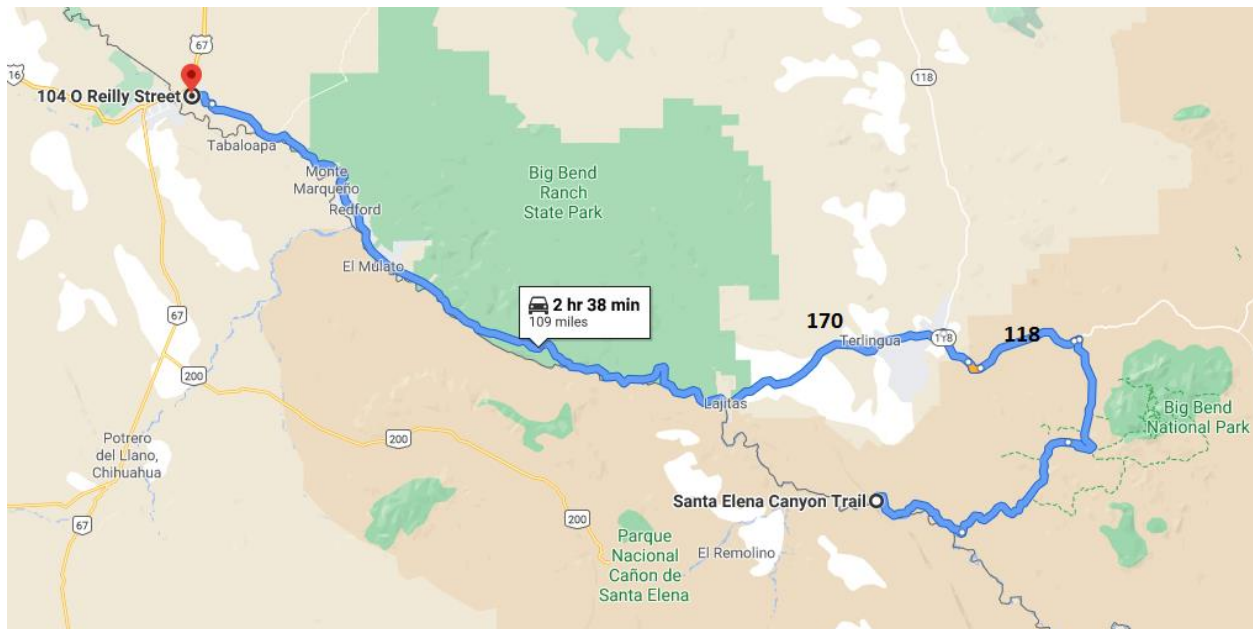 67
16
118
104 O Reilly Street
Tabaloapa
Monte
Marqueño
Redford
Big Bend
Ranch
State Park
El Mulato
2 hr 38 min
109 miles
67
170
Terlingua
118
118
200
Lajitas
Big Bend
National Park
200
Potrero
del Llano,
Chihuahua
Santa Elena Canyon Trail
67
200
Parque
Nacional
Cañon de
Santa Elena
El Remolino